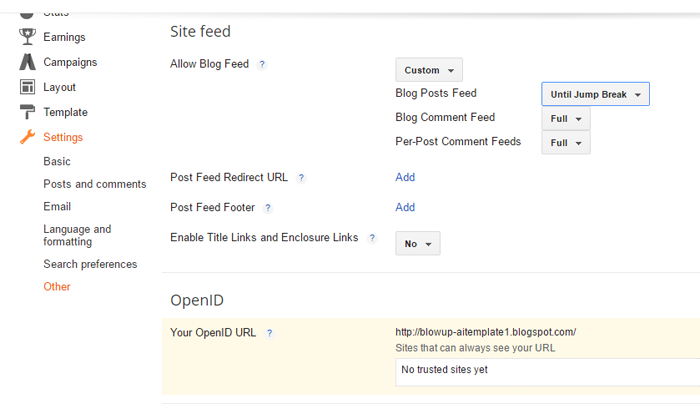 Stats
Earnings
Campaigns
Layout
Template
Settings
Basic
Posts and comments
Email
Language and
formatting
Search preferences
Other
Site feed
Allow Blog Feed ?
Custom
Blog Posts Feed Until Jump Break
Blog Comment Feed Full
Per-Post Comment Feeds Full
Post Feed Redirect URL ? Add
Post Feed Footer ? Add
Enable Title Links and Enclosure Links ? No
OpenID
Your OpenID URL ? http://blowup-aitemplate1.blogspot.com/
Sites that can always see your URL
No trusted sites yet